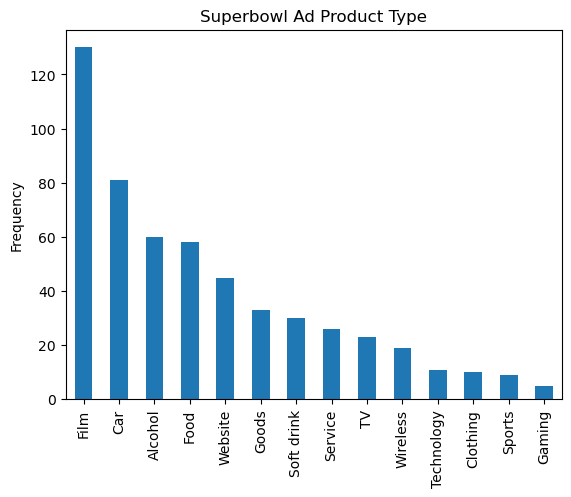 Superbowl Ad Product Type
Frequency
120
100
80
60
40
20
0
Film
Car
Alcohol
Food
Website
Goods
Soft drink
Service
TV
Wireless
Technology
Clothing
Sports
Gaming